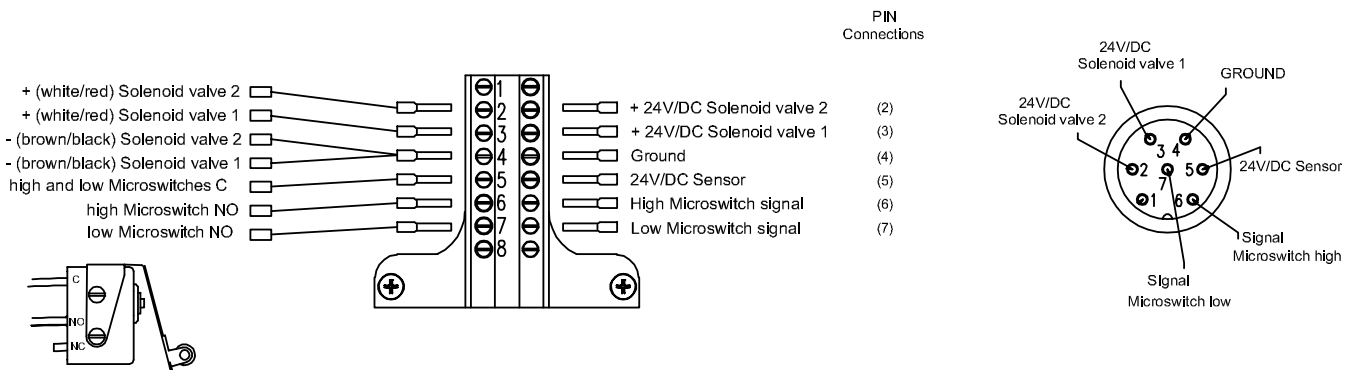 PIN
Connections
+ (white/red) Solenoid valve 2
+ (white/red) Solenoid valve 1
- (brown/black) Solenoid valve 2
- (brown/black) Solenoid valve 1
high and low Microswitches C
high Microswitch NO
low Microswitch NO
1
2
3
4
5
6
7
8
+ 24V/DC Solenoid valve 2 (2)
+ 24V/DC Solenoid valve 1 (3)
Ground (4)
24V/DC Sensor (5)
High Microswitch signal (6)
Low Microswitch signal (7)
C
NO
NC
24V/DC
Solenoid valve 1
GROUND
24V/DC
Solenoid valve 2
3 4
2 7 5
1 6
24V/DC Sensor
Signal
Microswitch high
Signal
Microswitch low